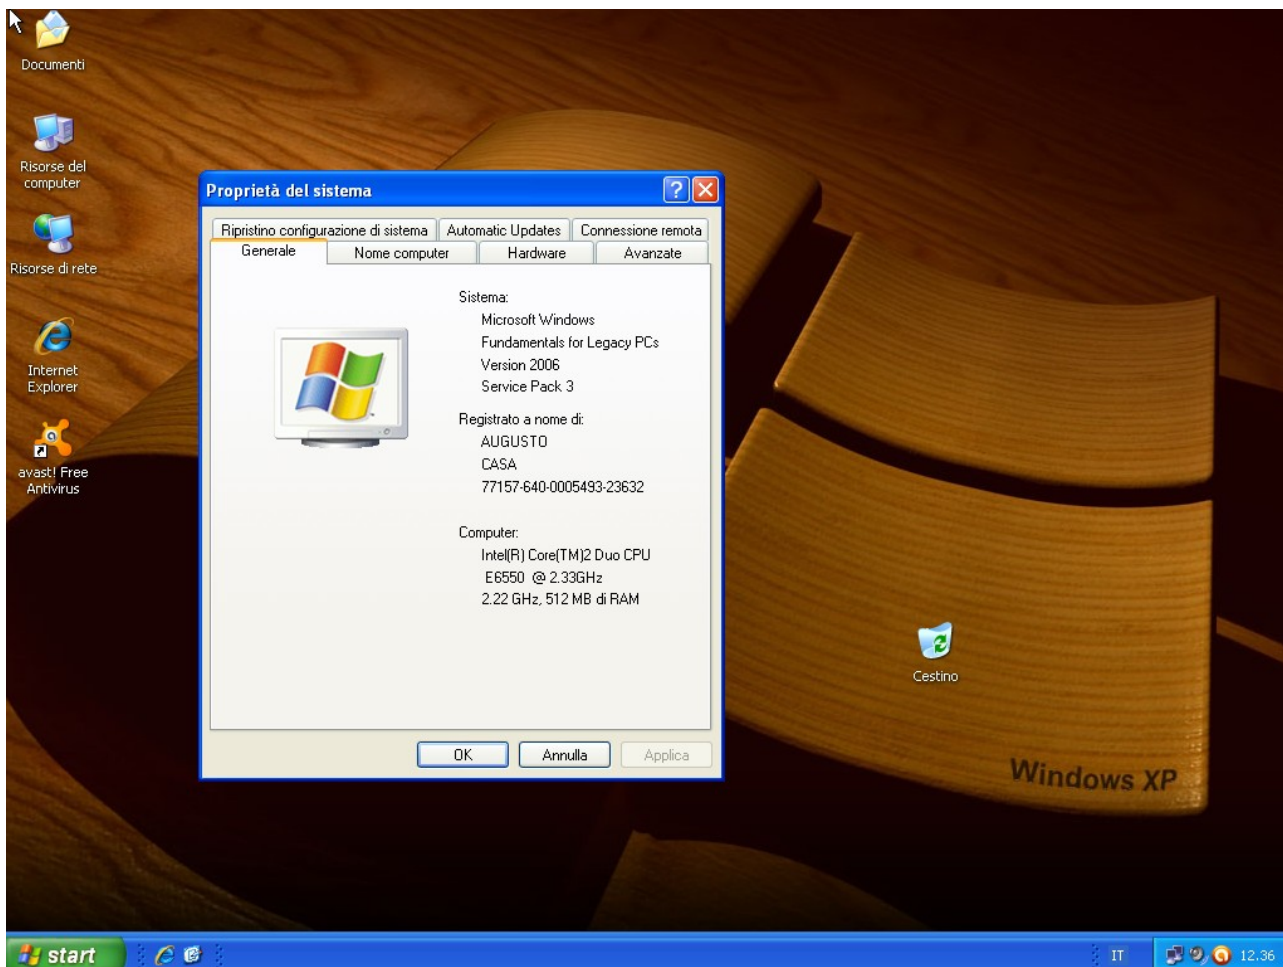 Documenti
Risorse del
computer
Risorse di rete
Internet
Explorer
avast! Free
Antivirus
Proprietà del sistema
Ripristino configurazione di sistema
Automatic Updates
Connessione remota
Generale
Nome computer
Hardware
Avanzate
Sistema:
Microsoft Windows
Fundamentals for Legacy PCs
Version 2006
Service Pack 3
Registrato a nome di:
AUGUSTO
CASA
77157-640-0005493-23632
Computer:
Intel(R) Core(TM)2 Duo CPU
E6550 @ 2.33GHz
2.22 GHz, 512 MB di RAM
OK
Annulla
Applica
Cestino
Windows XP
start
IT
12.36